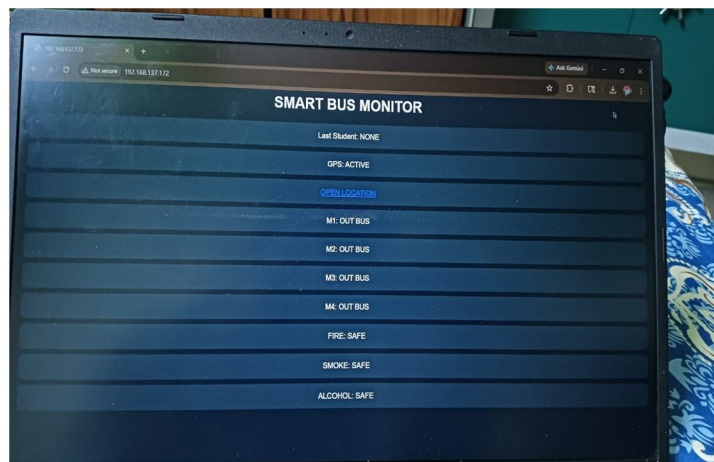 192.168.137.172
Ask Gemini
Not secure 192.168.137.172
SMART BUS MONITOR
Last Student: NONE
GPS: ACTIVE
OPEN LOCATION
M1: OUT BUS
M2: OUT BUS
M3: OUT BUS
M4: OUT BUS
FIRE: SAFE
SMOKE: SAFE
ALCOHOL: SAFE